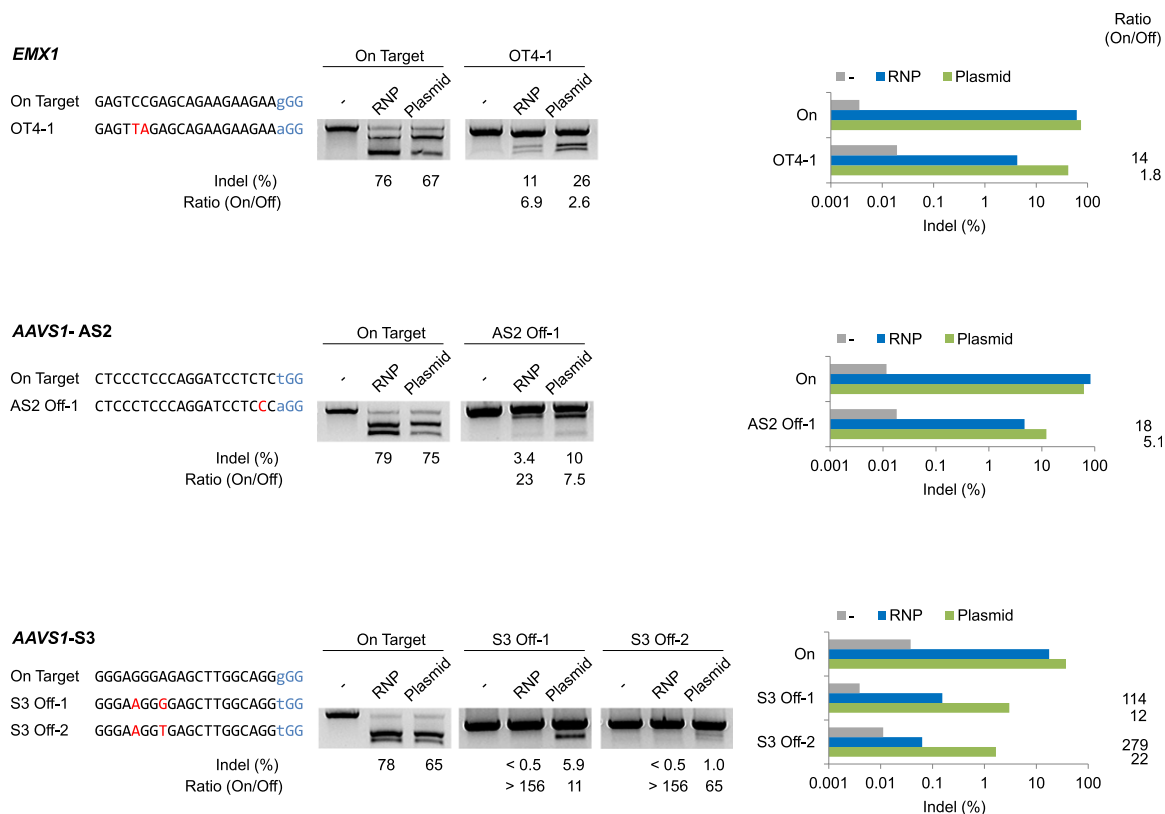 Ratio
(On/Off)
EMX1
On Target
OT4-1
- RNP Plasmid
- RNP Plasmid
On Target GAGTCCGAGCAGAAGAAGAAgGG
OT4-1 GAGTTAGAGCAGAAGAAGAAaGG
Indel (%) 76 67 11 26
Ratio (On/Off) 6.9 2.6
- RNP Plasmid
On
OT4-1
14
1.8
0.001 0.01 0.1 1 10 100
Indel (%)
AAVS1- AS2
On Target
AS2 Off-1
- RNP Plasmid
- RNP Plasmid
On Target CTCCCTCCCAGGATCCTCTCtGG
AS2 Off-1 CTCCCTCCCAGGATCCTCCCaGG
Indel (%) 79 75 3.4 10
Ratio (On/Off) 23 7.5
- RNP Plasmid
On
AS2 Off-1
18
5.1
0.001 0.01 0.1 1 10 100
Indel (%)
AAVS1-S3
On Target
S3 Off-1
S3 Off-2
- RNP Plasmid
- RNP Plasmid
- RNP Plasmid
On Target GGGAGGGAGAGCTTGGCAGGgGG
S3 Off-1 GGGAAGGGGAGCTTGGCAGGtGG
S3 Off-2 GGGAAGGTGAGCTTGGCAGGtGG
Indel (%) 78 65 < 0.5 5.9 < 0.5 1.0
Ratio (On/Off) > 156 11 > 156 65
- RNP Plasmid
On
S3 Off-1
114
12
S3 Off-2
279
22
0.001 0.01 0.1 1 10 100
Indel (%)